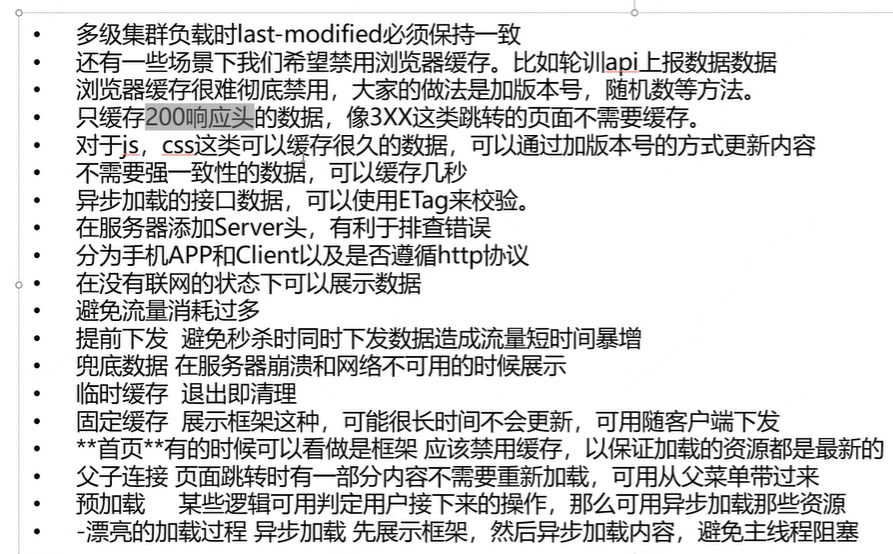 • 多级集群负载时last-modified必须保持一致
• 还有一些场景下我们希望禁用浏览器缓存。比如轮训api上报数据数据
• 浏览器缓存很难彻底禁用，大家的做法是加版本号，随机数等方法。
• 只缓存200响应头的数据，像3XX这类跳转的页面不需要缓存。
• 对于js，css这类可以缓存很久的数据，可以通过加版本号的方式更新内容
• 不需要强一致性的数据，可以缓存几秒
• 异步加载的接口数据，可以使用ETag来校验。
• 在服务器添加Server头，有利于排查错误
• 分为手机APP和Client以及是否遵循http协议
• 在没有联网的状态下可以展示数据
• 避免流量消耗过多
• 提前下发 避免秒杀时同时下发数据造成流量短时间暴增
• 兜底数据 在服务器崩溃和网络不可用的时候展示
• 临时缓存 退出即清理
• 固定缓存 展示框架这种，可能很长时间不会更新，可用随客户端下发
• **首页**有的时候可以看做是框架 应该禁用缓存，以保证加载的资源都是最新的
• 父子连接 页面跳转时有一部分内容不需要重新加载，可用从父菜单带过来
• 预加载 某些逻辑可用判定用户接下来的操作，那么可用异步加载那些资源
• -漂亮的加载过程 异步加载 先展示框架，然后异步加载内容，避免主线程阻塞